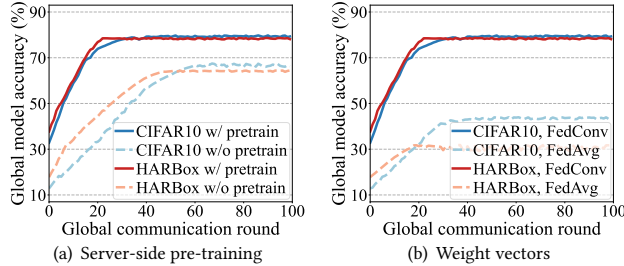 Global model accuracy (%)
90
70
50
30
10
CIFAR10 w/ pretrain
CIFAR10 w/o pretrain
HARBox w/ pretrain
HARBox w/o pretrain
0 20 40 60 80 100
Global communication round
(a) Server-side pre-training
Global model accuracy (%)
90
70
50
30
10
CIFAR10, FedConv
CIFAR10, FedAvg
HARBox, FedConv
HARBox, FedAvg
0 20 40 60 80 100
Global communication round
(b) Weight vectors